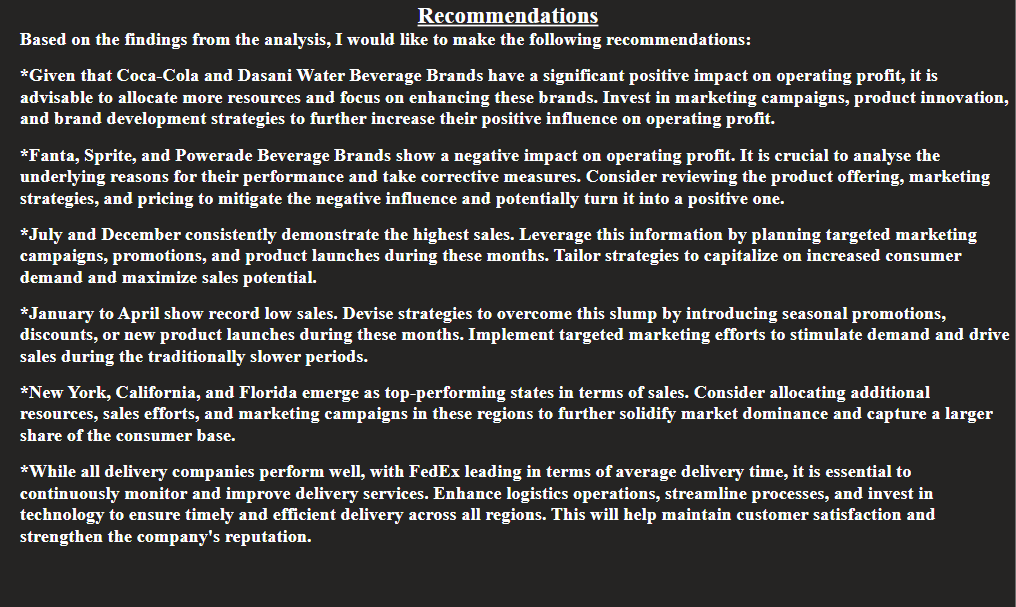 Recommendations
Based on the findings from the analysis, I would like to make the following recommendations:
*Given that Coca-Cola and Dasani Water Beverage Brands have a significant positive impact on operating profit, it is
advisable to allocate more resources and focus on enhancing these brands. Invest in marketing campaigns, product innovation,
and brand development strategies to further increase their positive influence on operating profit.
*Fanta, Sprite, and Powerade Beverage Brands show a negative impact on operating profit. It is crucial to analyse the
underlying reasons for their performance and take corrective measures. Consider reviewing the product offering, marketing
strategies, and pricing to mitigate the negative influence and potentially turn it into a positive one.
*July and December consistently demonstrate the highest sales. Leverage this information by planning targeted marketing
campaigns, promotions, and product launches during these months. Tailor strategies to capitalize on increased consumer
demand and maximize sales potential.
*January to April show record low sales. Devise strategies to overcome this slump by introducing seasonal promotions,
discounts, or new product launches during these months. Implement targeted marketing efforts to stimulate demand and drive
sales during the traditionally slower periods.
*New York, California, and Florida emerge as top-performing states in terms of sales. Consider allocating additional
resources, sales efforts, and marketing campaigns in these regions to further solidify market dominance and capture a larger
share of the consumer base.
*While all delivery companies perform well, with FedEx leading in terms of average delivery time, it is essential to
continuously monitor and improve delivery services. Enhance logistics operations, streamline processes, and invest in
technology to ensure timely and efficient delivery across all regions. This will help maintain customer satisfaction and
strengthen the company's reputation.